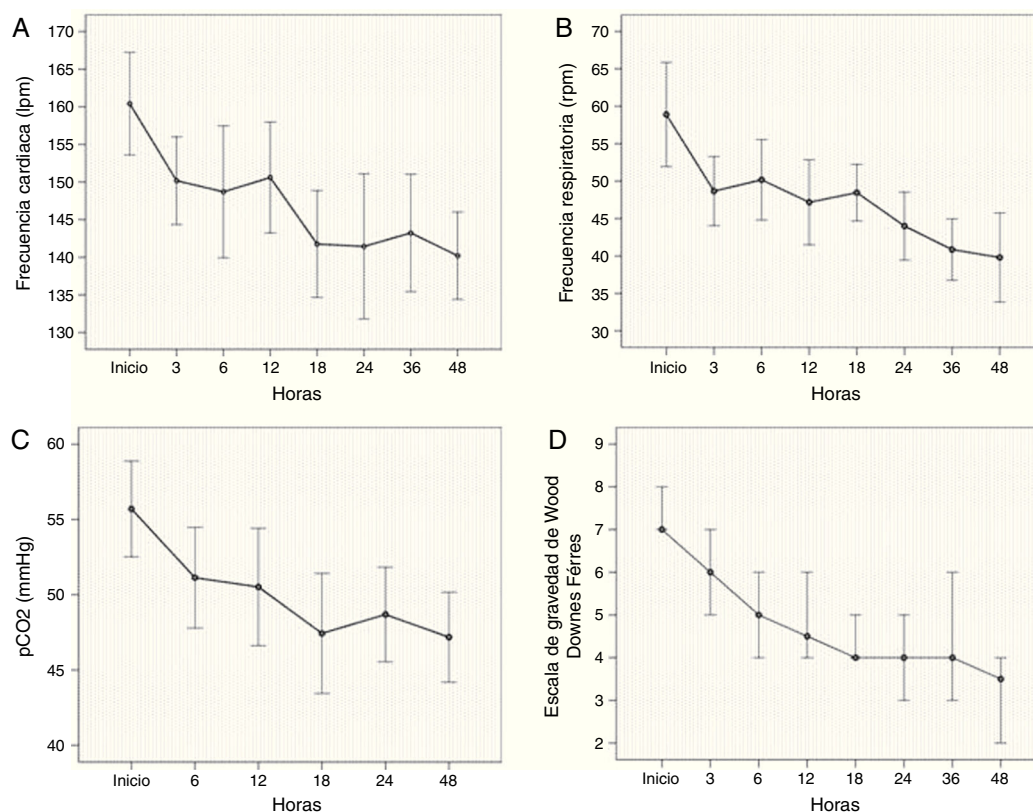 A
Frecuencia cardiaca (lpm)
170
165
160
155
150
145
140
135
130
Inicio 3 6 12 18 24 36 48
Horas
B
Frecuencia respiratoria (rpm)
70
65
60
50
45
40
35
30
Inicio 3 6 12 18 24 36 48
Horas
C
pCO2 (mmHg)
60
55
50
45
40
Inicio 6 12 18 24 48
Horas
D
Escala de gravedad de Wood
Downes Férres
9
8
7
6
5
4
3
2
Inicio 3 6 12 18 24 36 48
Horas